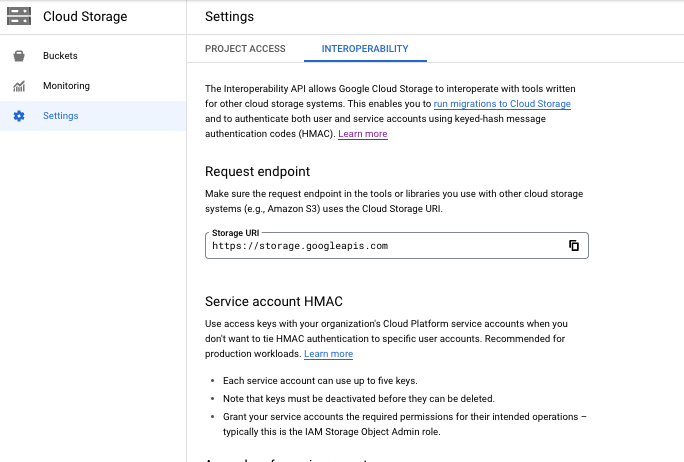 Cloud Storage
Buckets
Monitoring
Settings
Settings
PROJECT ACCESS
INTEROPERABILITY
The Interoperability API allows Google Cloud Storage to interoperate with tools written
for other cloud storage systems. This enables you to run migrations to Cloud Storage
and to authenticate both user and service accounts using keyed-hash message
authentication codes (HMAC). Learn more
Request endpoint
Make sure the request endpoint in the tools or libraries you use with other cloud storage
systems (e.g., Amazon S3) uses the Cloud Storage URI.
Storage URI
https://storage.googleapis.com
Service account HMAC
Use access keys with your organization's Cloud Platform service accounts when you
don't want to tie HMAC authentication to specific user accounts. Recommended for
production workloads. Learn more
• Each service account can use up to five keys.
• Note that keys must be deactivated before they can be deleted.
• Grant your service accounts the required permissions for their intended operations –
typically this is the IAM Storage Object Admin role.